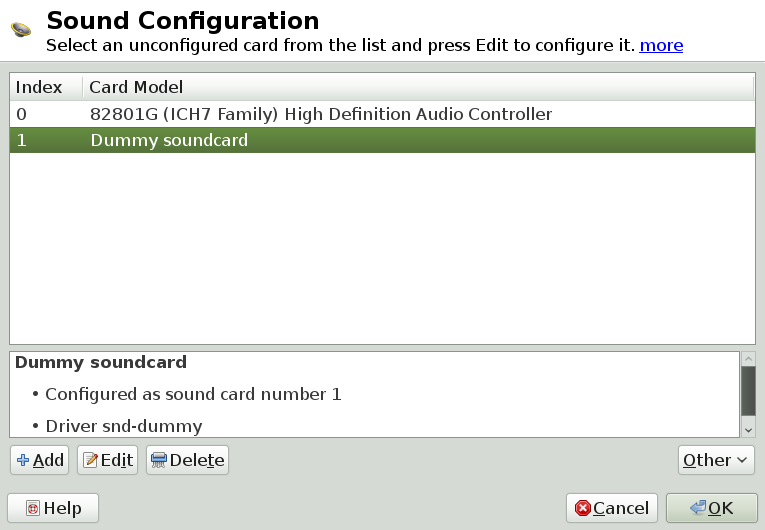 Sound Configuration
Select an unconfigured card from the list and press Edit to configure it. more
Index Card Model
0 82801G (ICH7 Family) High Definition Audio Controller
1 Dummy soundcard
Dummy soundcard
• Configured as sound card number 1
• Driver snd-dummy
Add Edit Delete Other
Help Cancel OK